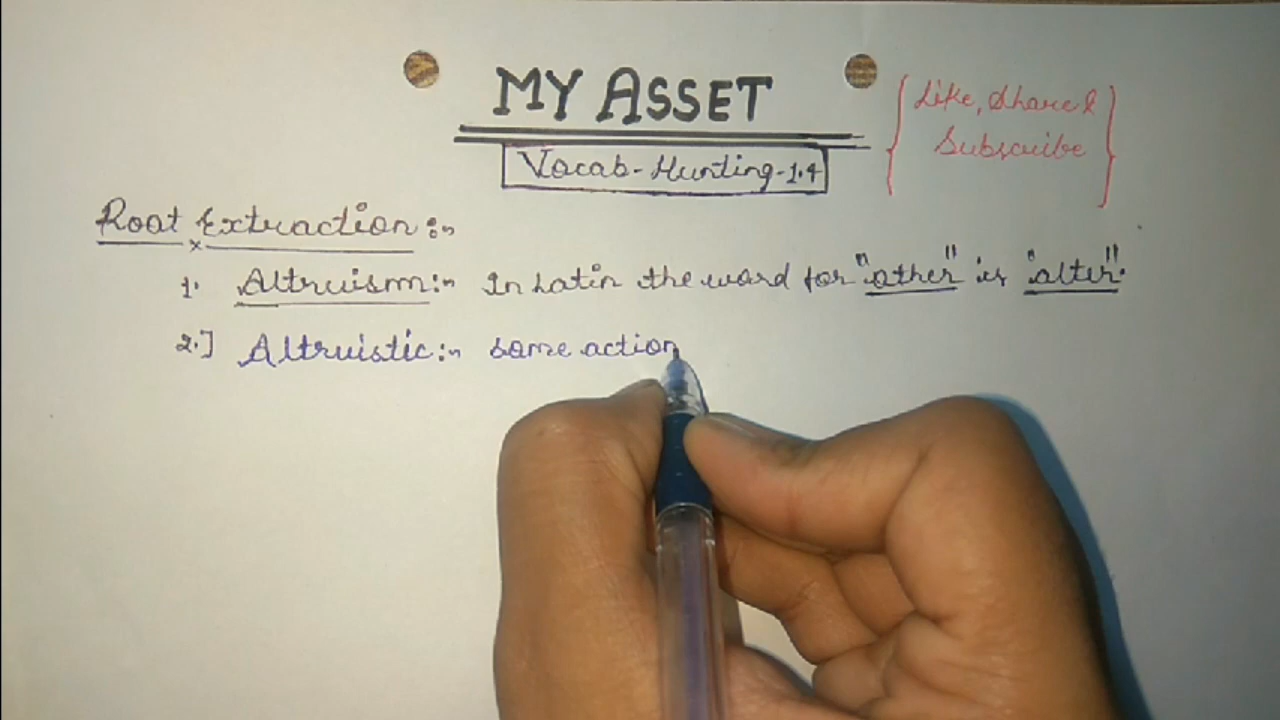 MY ASSET
Like, Share &
Subscribe
Vocab-Hunting-1.4
Root Extraction:-
1. Altruism:- In Latin the word for "other" is "alter".
2.] Altruistic:- some action